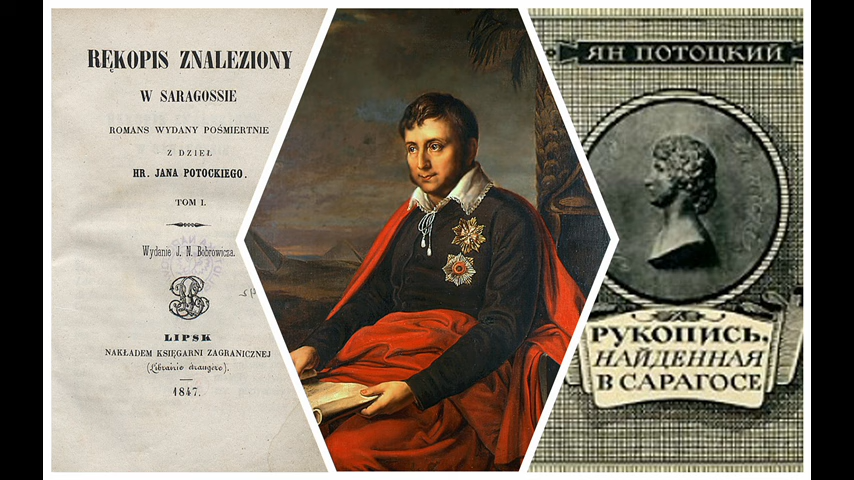 RĘKOPIS ZNALEZIONY
W SARAGOSSIE
ROMANS WYDANY POŚMIERTNIE
Z DZIEŁ
HR. JANA POTOCKIEGO.
TOM I.
Wydanie J. N. Bobrowicza.
LIPSK
NAKŁADEM KSIĘGARNI ZAGRANICZNEJ
(Librairie étrangère).
1847.
ЯН ПОТОЦКИЙ
РУКОПИСЬ,
НАЙДЕННАЯ
В САРАГОСЕ